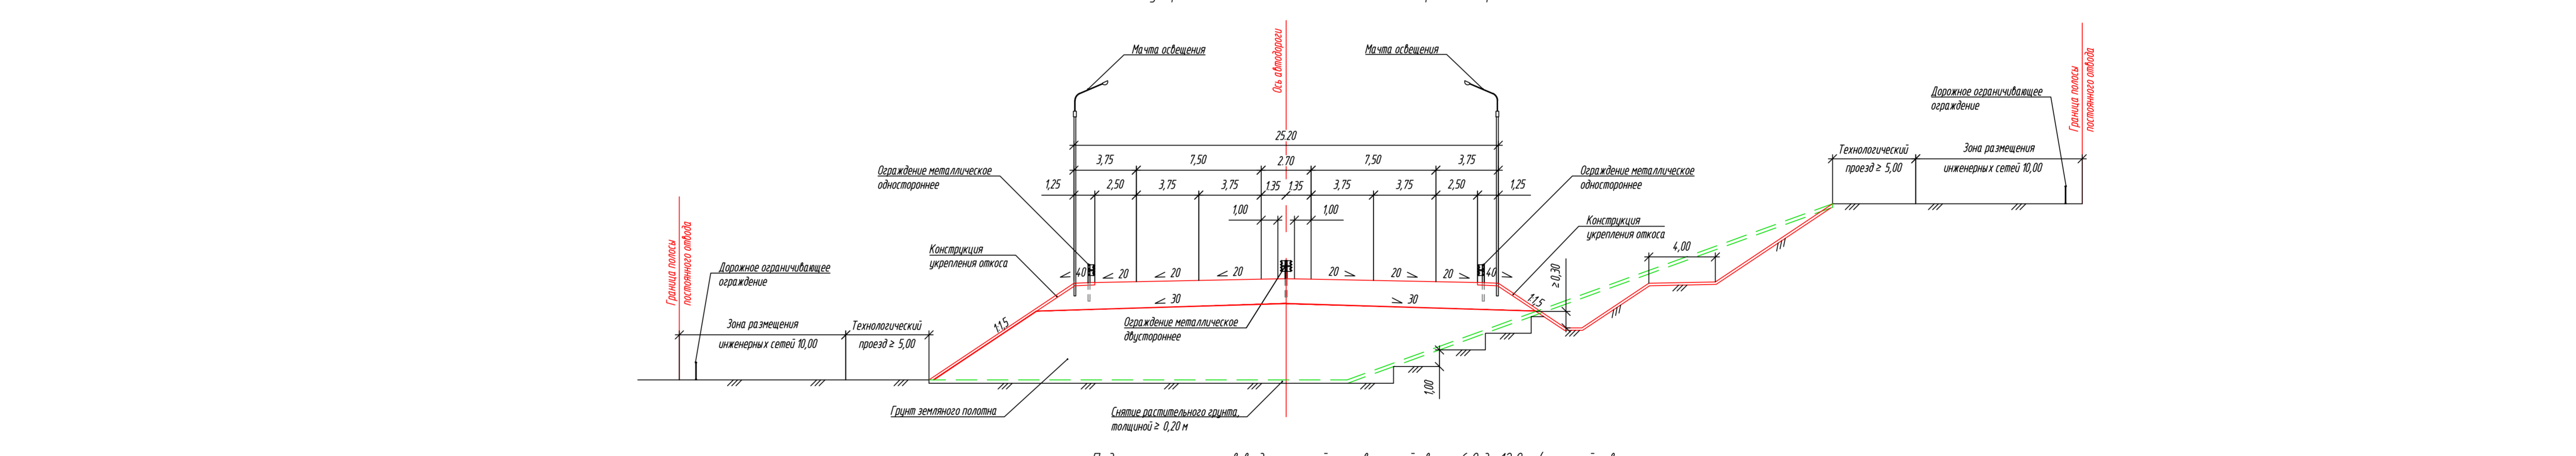 Мачта освещения
Ось автодороги
Мачта освещения
Граница полосы
постоянного отвода
Дорожное ограничивающее
ограждение
25.20
3,75 7,50 2.70 7,50 3,75
Технологический
проезд ≥ 5,00
Зона размещения
инженерных сетей 10,00
Ограждение металлическое
одностороннее
1,25 2,50 3,75 3,75 1.35 1.35 3,75 3,75 2,50 1,25
Ограждение металлическое
одностороннее
1,00 1,00
Конструкция
укрепления откоса
Конструкция
укрепления откоса
4,00
Граница полосы
постоянного отвода
Дорожное ограничивающее
ограждение
40 20 20 20 20 20 20 40
≥0,30
30 30
1:1,5
1:1,5
Зона размещения
инженерных сетей 10,00
Технологический
проезд ≥ 5,00
Ограждение металлическое
двустороннее
1,00
Грунт земляного полотна
Снятие растительного грунта,
толщиной ≥ 0,20 м